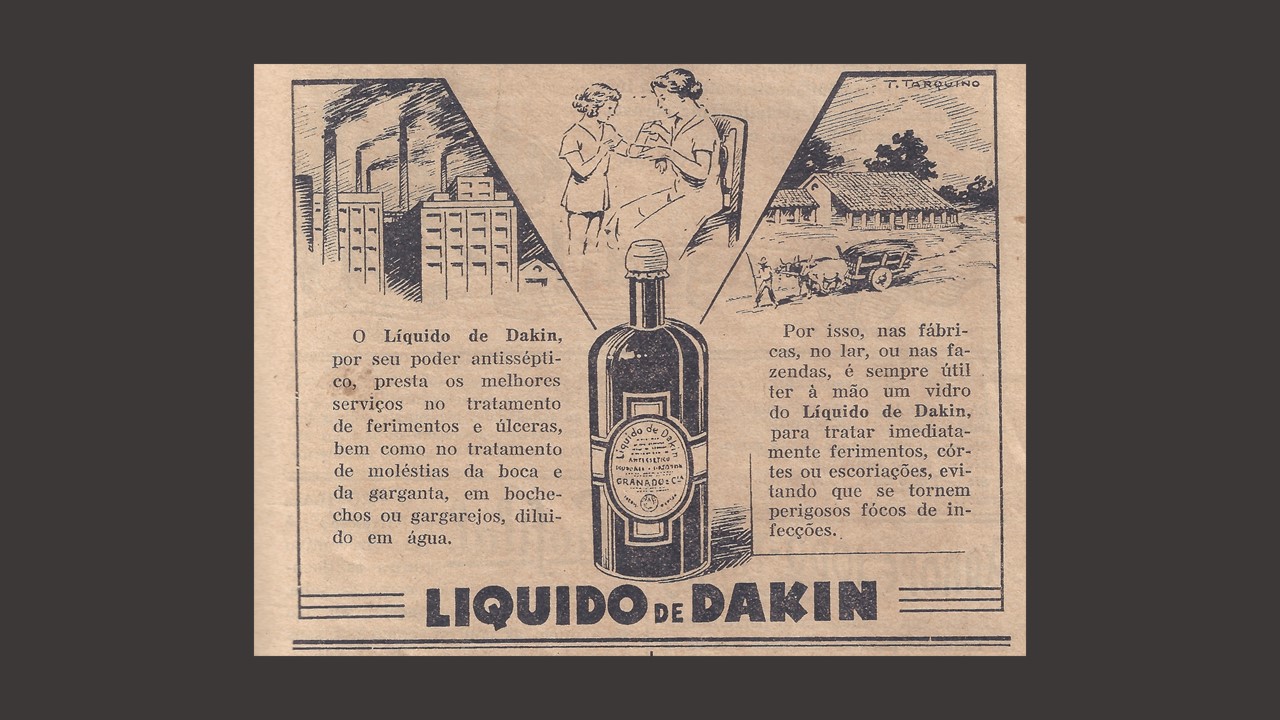 T. TARQUINO
O Líquido de Dakin,
por seu poder antissépti-
co, presta os melhores
serviços no tratamento
de ferimentos e úlceras,
bem como no tratamento
de moléstias da boca e
da garganta, em boche-
chos ou gargarejos, dilui-
do em água.
Líquido de Dakin
ANTISSÉTICO
GRANADO & Cia
Por isso, nas fábri-
cas, no lar, ou nas fa-
zendas, é sempre útil
ter à mão um vidro
do Líquido de Dakin,
para tratar imediata-
mente ferimentos, cór-
tes ou escoriações, evi-
tando que se tornem
perigosos fócos de in-
fecções.
LIQUIDO DE DAKIN